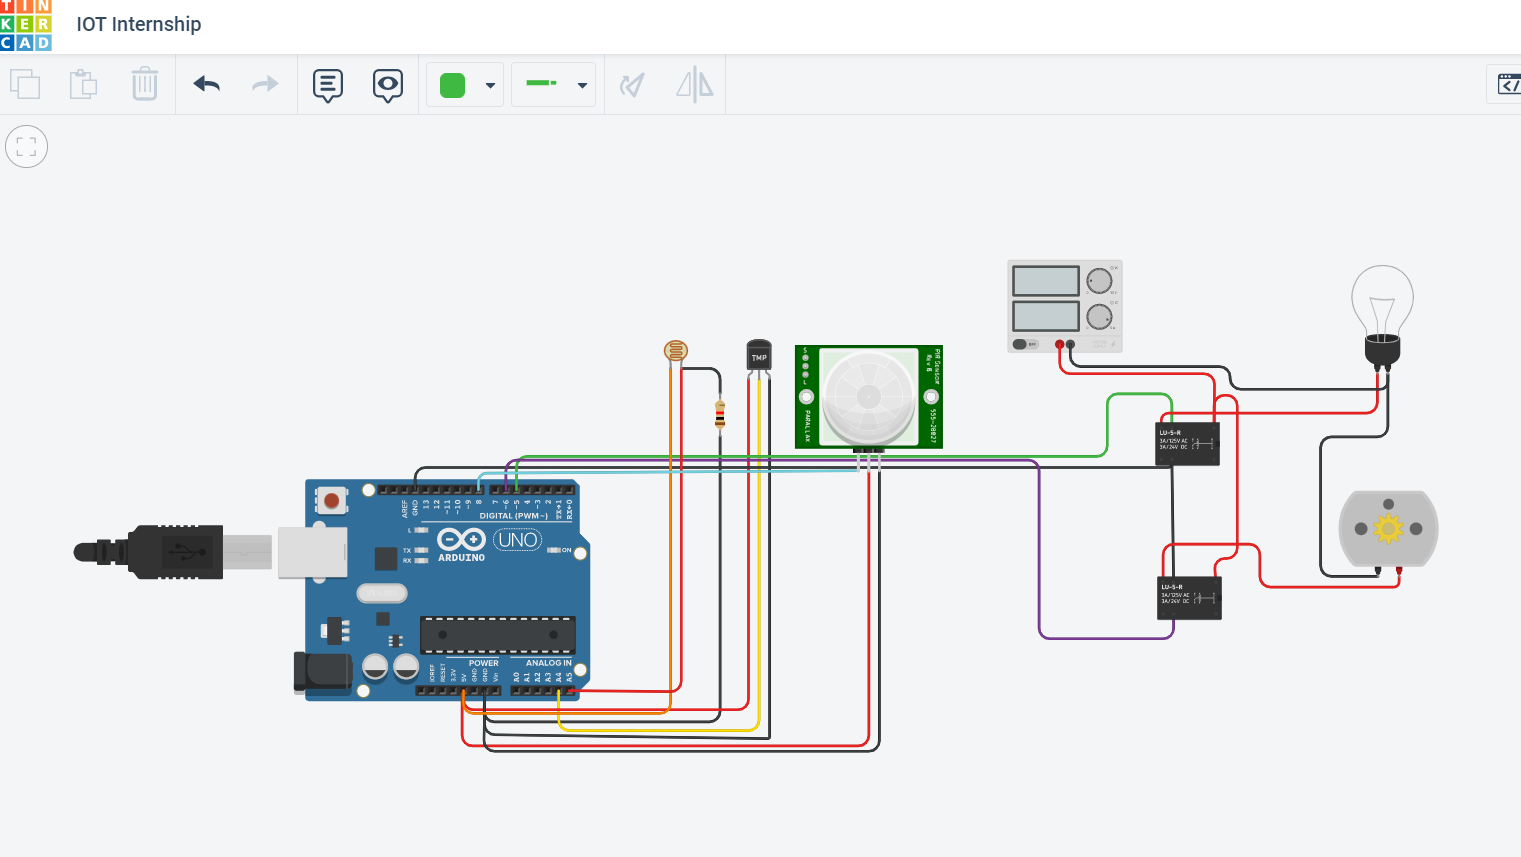 TIN
KER
CAD
IOT Internship
</>
TMP
S
L
PIR SENSOR
Rev B
PARALLAX
555-28027
LU-5-R
3A/125V AC
3A/24V DC
AREF
GND
13
12
~11
~10
~9
8
7
~6
~5
4
~3
2
TX→1
RX←0
DIGITAL (PWM~)
L
TX
RX
ARDUINO
UNO
ON
LU-5-R
3A/125V AC
3A/24V DC
POWER
ANALOG IN
IOREF
RESET
3.3V
5V
GND
GND
Vin
A0
A1
A2
A3
A4
A5